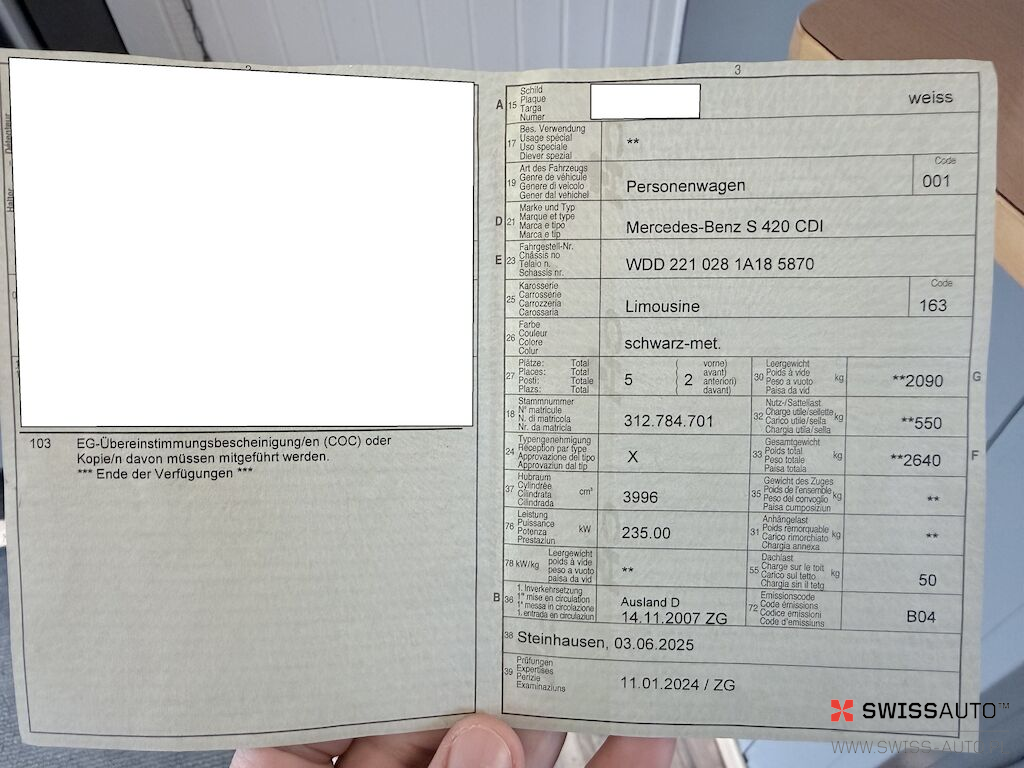 2
Halter - Détenteur
103 EG-Übereinstimmungsbescheinigung/en (COC) oder
Kopie/n davon müssen mitgeführt werden.
*** Ende der Verfügungen ***
3
A 15 Schild
Plaque
Targa
Numer
weiss
17 Bes. Verwendung
Usage spécial
Uso speciale
Diever spezial
**
19 Art des Fahrzeugs
Genre de véhicule
Genere di veicolo
Gener dal vehichel
Personenwagen
Code
001
D 21 Marke und Typ
Marque et type
Marca e tipo
Marca e tip
Mercedes-Benz S 420 CDI
E 23 Fahrgestell-Nr.
Châssis no
Telaio n.
Schassis nr.
WDD 221 028 1A18 5870
25 Karosserie
Carrosserie
Carrozzeria
Carossaria
Limousine
Code
163
26 Farbe
Couleur
Colore
Colur
schwarz-met.
27 Plätze: Total
Places: Total
Posti: Totale
Plazs: Total
5
( 2 vorne)
avant)
anteriori)
davant)
30 Leergewicht
Poids à vide
Peso a vuoto
Paisa da vid
kg
**2090
G
18 Stammnummer
N° matricule
N. di matricola
Nr. da matricla
312.784.701
32 Nutz-/Sattellast
Charge utile/sellette
Carico utile/sella
Chargia utila/sella
kg
**550
24 Typengenehmigung
Réception par type
Approvazione del tipo
Approvaziun dal tip
X
33 Gesamtgewicht
Poids total
Peso totale
Paisa totala
kg
**2640
F
37 Hubraum
Cylindrée
Cilindrata
Cilindrada
cm³
3996
35 Gewicht des Zuges
Poids de l'ensemble
Peso del convoglio
Paisa cumposiziun
kg
**
76 Leistung
Puissance
Potenza
Prestaziun
kW
235.00
31 Anhängelast
Poids remorquable
Carico rimorchiato
Chargia annexa
kg
**
78 kW/kg Leergewicht
poids à vide
peso a vuoto
paisa da vid
**
55 Dachlast
Charge sur le toit
Carico sul tetto
Chargia sin il tetg
kg
50
B 36 1. Inverkehrsetzung
1re mise en circulation
1a messa in circolazione
1. entrada en circulaziun
Ausland D
14.11.2007 ZG
72 Emissionscode
Code émissions
Codice emissioni
Code d'emissiuns
B04
38 Steinhausen, 03.06.2025
39 Prüfungen
Expertises
Perizie
Examinaziuns
11.01.2024 / ZG
SWISSAUTO™
WWW.SWISS-AUTO.